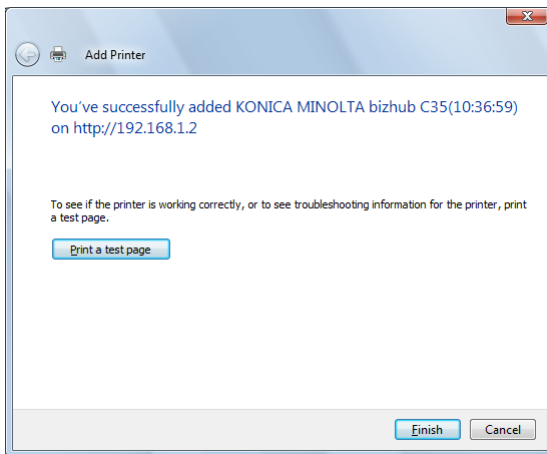 Add Printer
You've successfully added KONICA MINOLTA bizhub C35(10:36:59)
on http://192.168.1.2
To see if the printer is working correctly, or to see troubleshooting information for the printer, print
a test page.
Print a test page
Finish Cancel